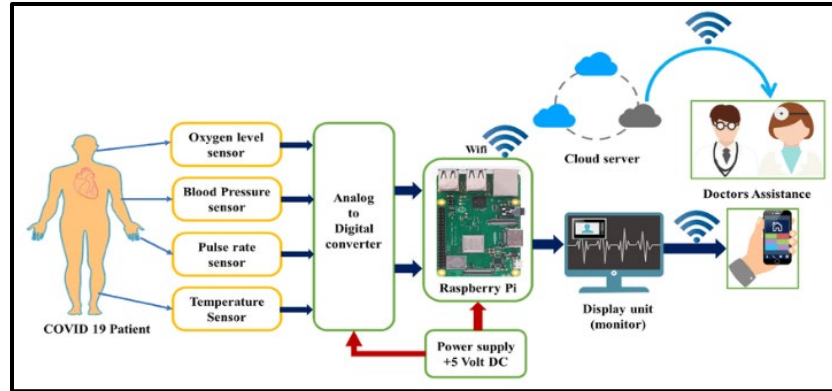 Oxygen level
sensor
Blood Pressure
sensor
Pulse rate
sensor
Temperature
Sensor
COVID 19 Patient
Analog
to
Digital
converter
Wifi
Raspberry Pi
Power supply
+5 Volt DC
Cloud server
Doctors Assistance
Display unit
(monitor)